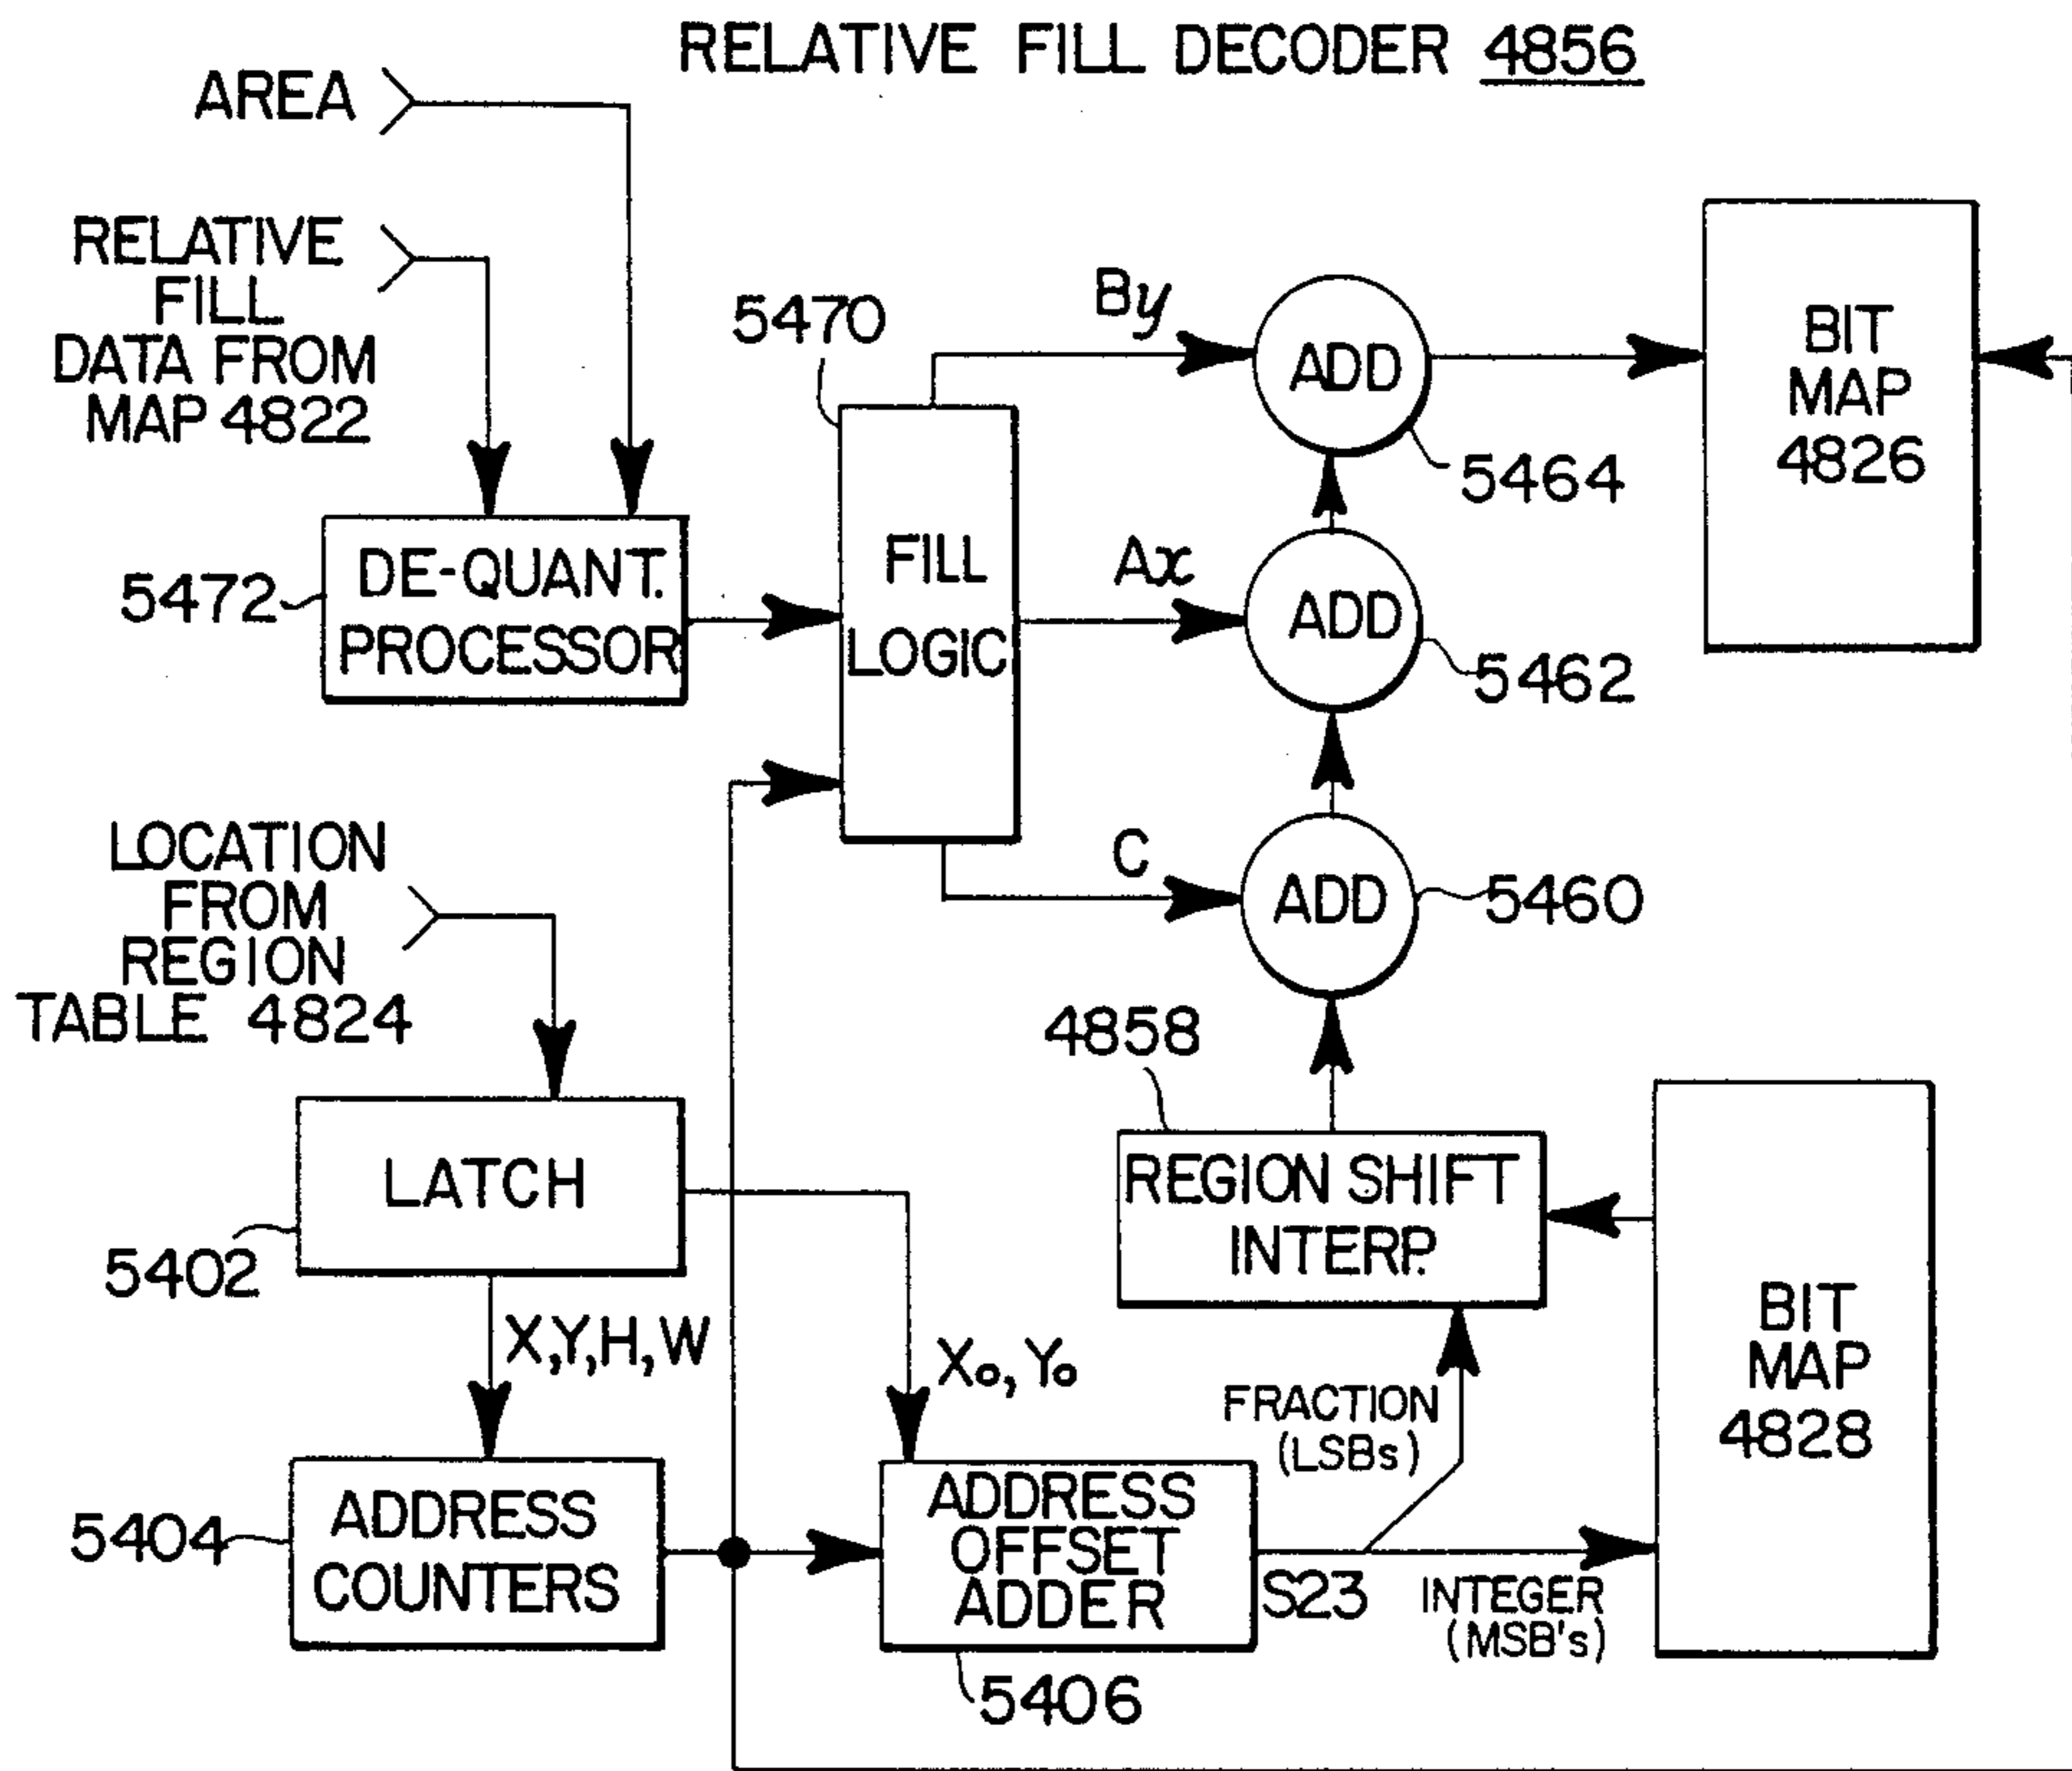 RELATIVE FILL DECODER 4856
AREA
RELATIVE
FILL
DATA FROM
MAP 4822
5470
By
ADD
BIT
MAP
4826
5464
DE-QUANT.
PROCESSOR
5472
FILL
LOGIC
Ax
ADD
5462
LOCATION
FROM
REGION
TABLE 4824
C
ADD
5460
4858
LATCH
5402
REGION SHIFT
INTERP.
BIT
MAP
4828
X,Y,H,W
Xo, Yo
FRACTION
(LSBs)
ADDRESS
COUNTERS
5404
ADDRESS
OFFSET
ADDER
S23
INTEGER
(MSB's)
5406